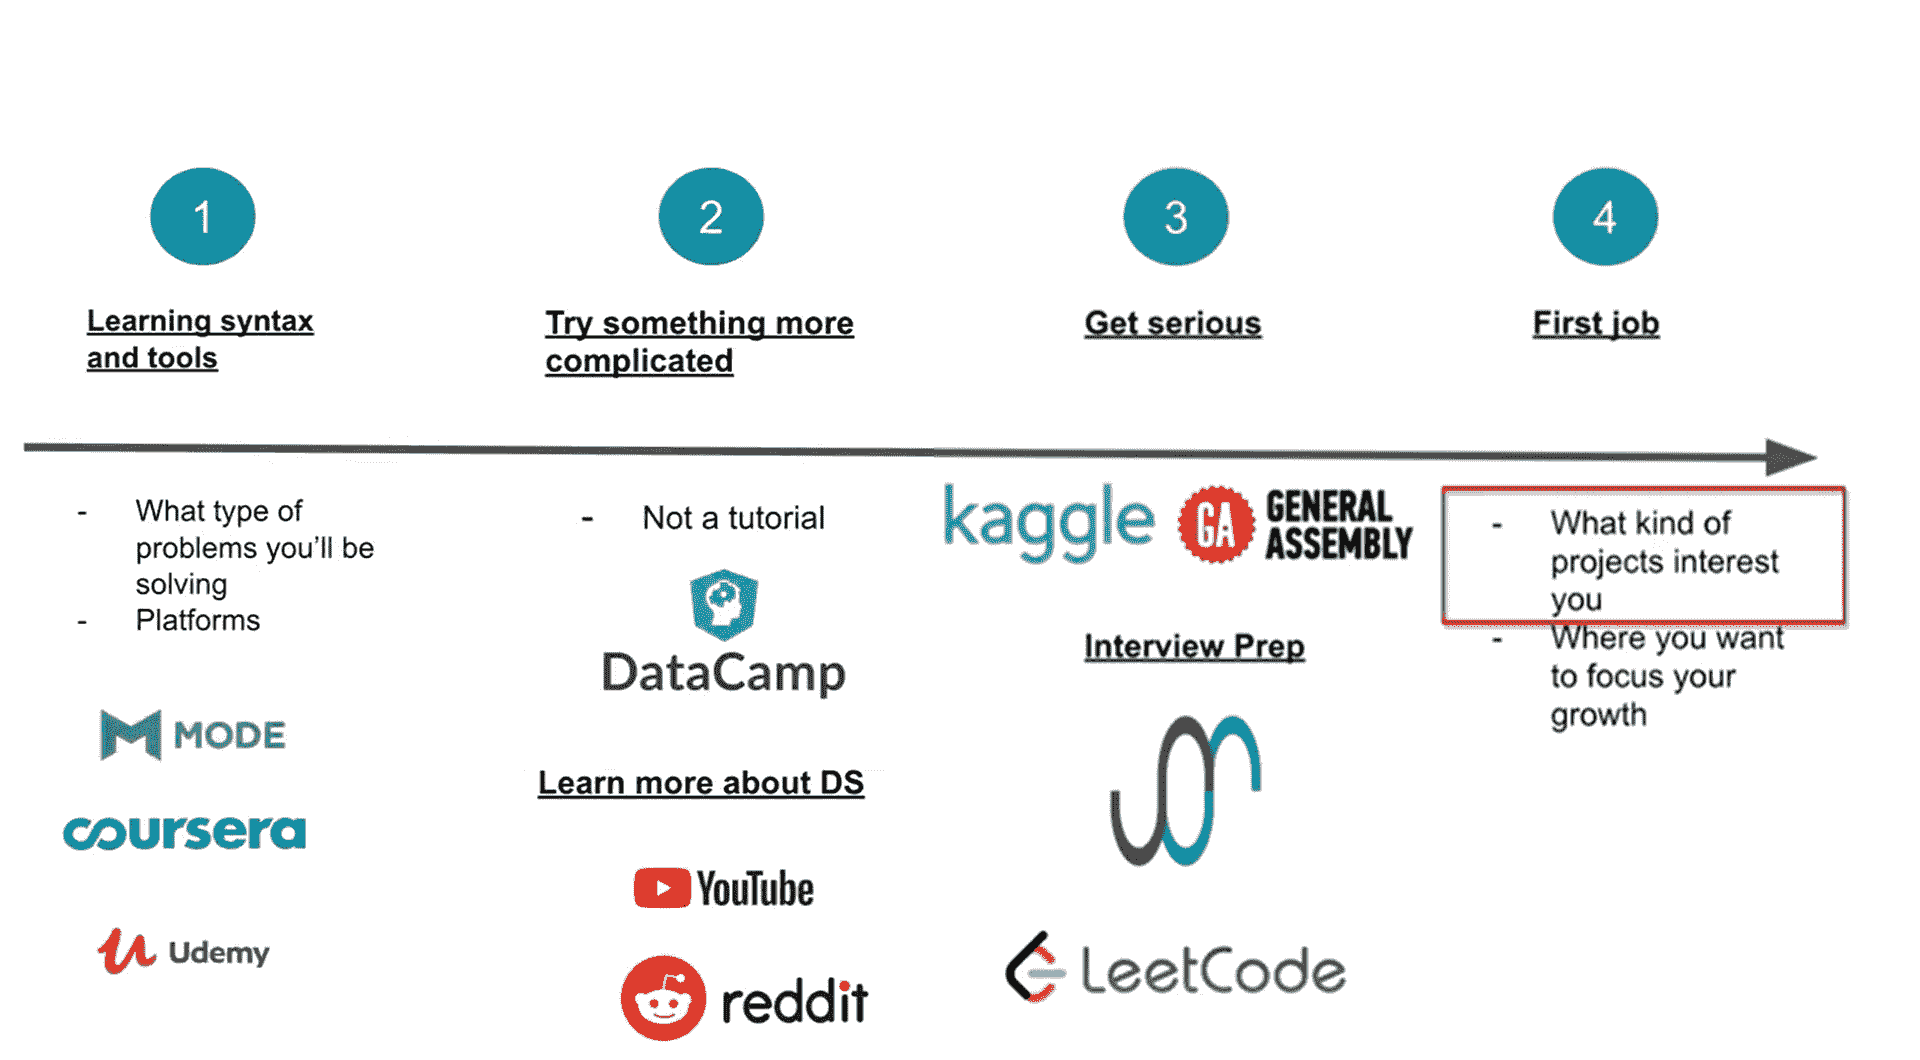 1
Learning syntax
and tools
- What type of
problems you'll be
solving
- Platforms
MODE
coursera
Udemy
2
Try something more
complicated
- Not a tutorial
DataCamp
Learn more about DS
YouTube
reddit
3
Get serious
kaggle
GA GENERAL
ASSEMBLY
Interview Prep
LeetCode
4
First job
- What kind of
projects interest
you
- Where you want
to focus your
growth